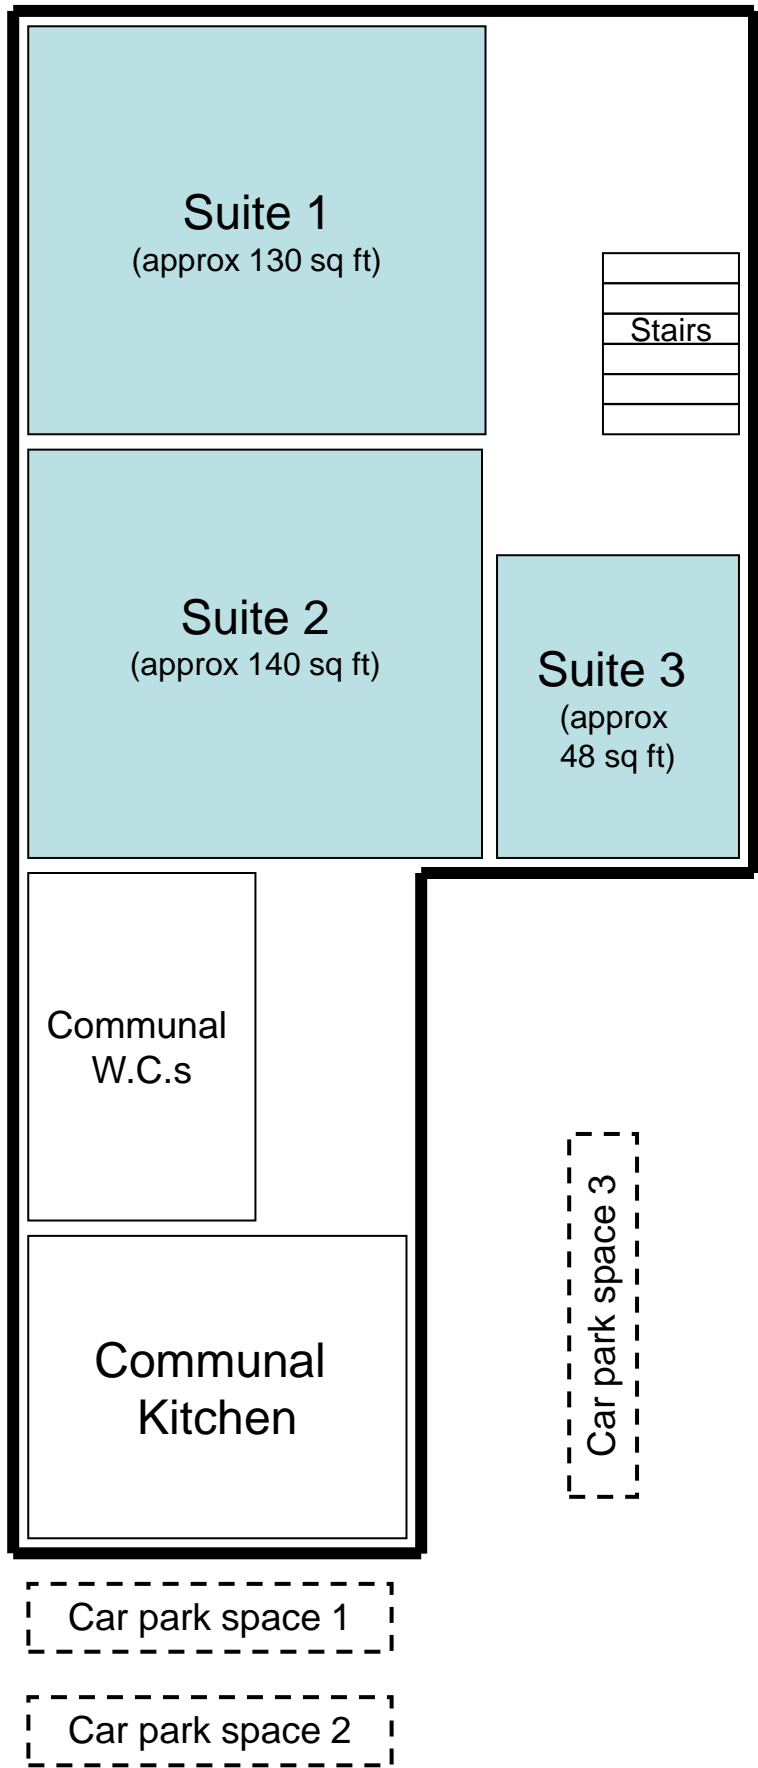 Suite 1
(approx 130 sq ft)
Stairs
Suite 2
(approx 140 sq ft)
Suite 3
(approx
48 sq ft)
Communal
W.C.s
Car park space 3
Communal
Kitchen
Car park space 1
Car park space 2